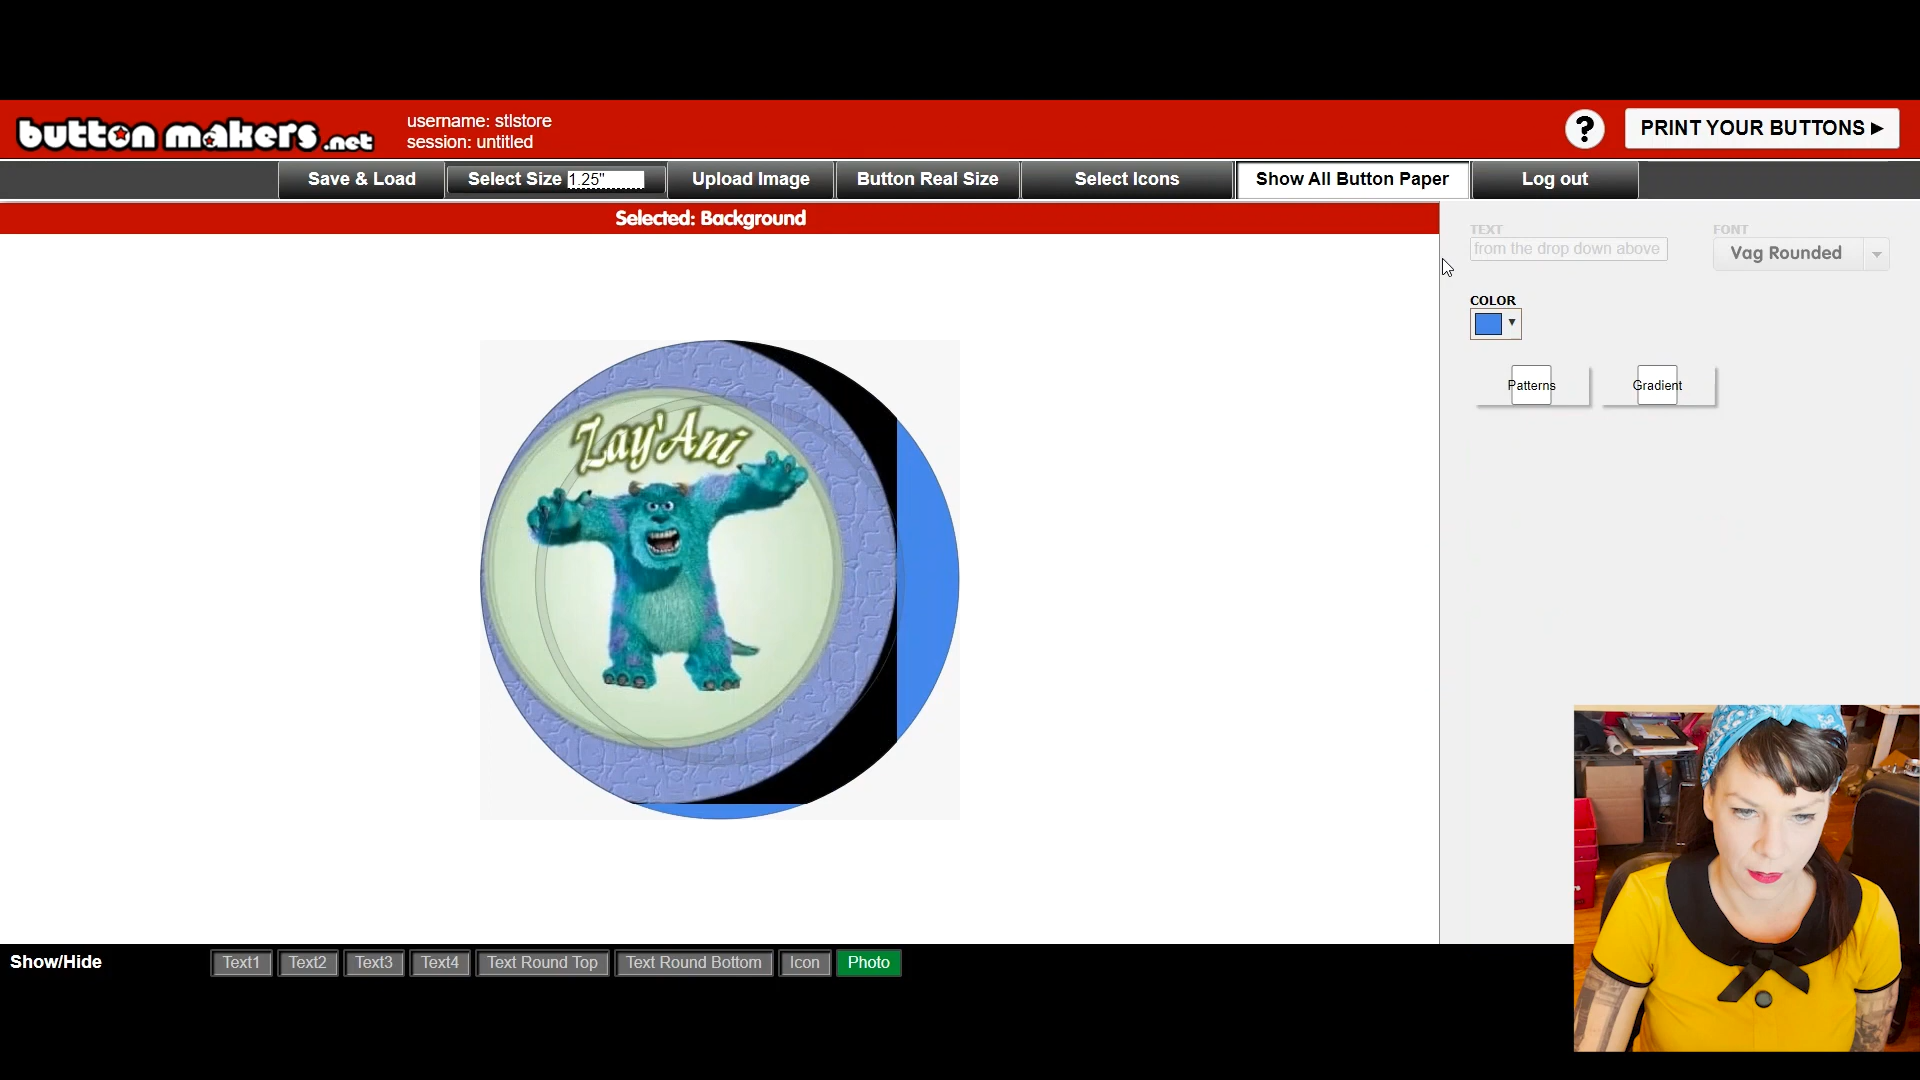 button makers.net
username: stlstore
session: untitled
?
PRINT YOUR BUTTONS ▶
Save & Load
Select Size 1.25"
Upload Image
Button Real Size
Select Icons
Show All Button Paper
Log out
Selected: Background
TEXT
from the drop down above
FONT
Vag Rounded
COLOR
Patterns
Gradient
Zay'Ani
Show/Hide
Text1
Text2
Text3
Text4
Text Round Top
Text Round Bottom
Icon
Photo